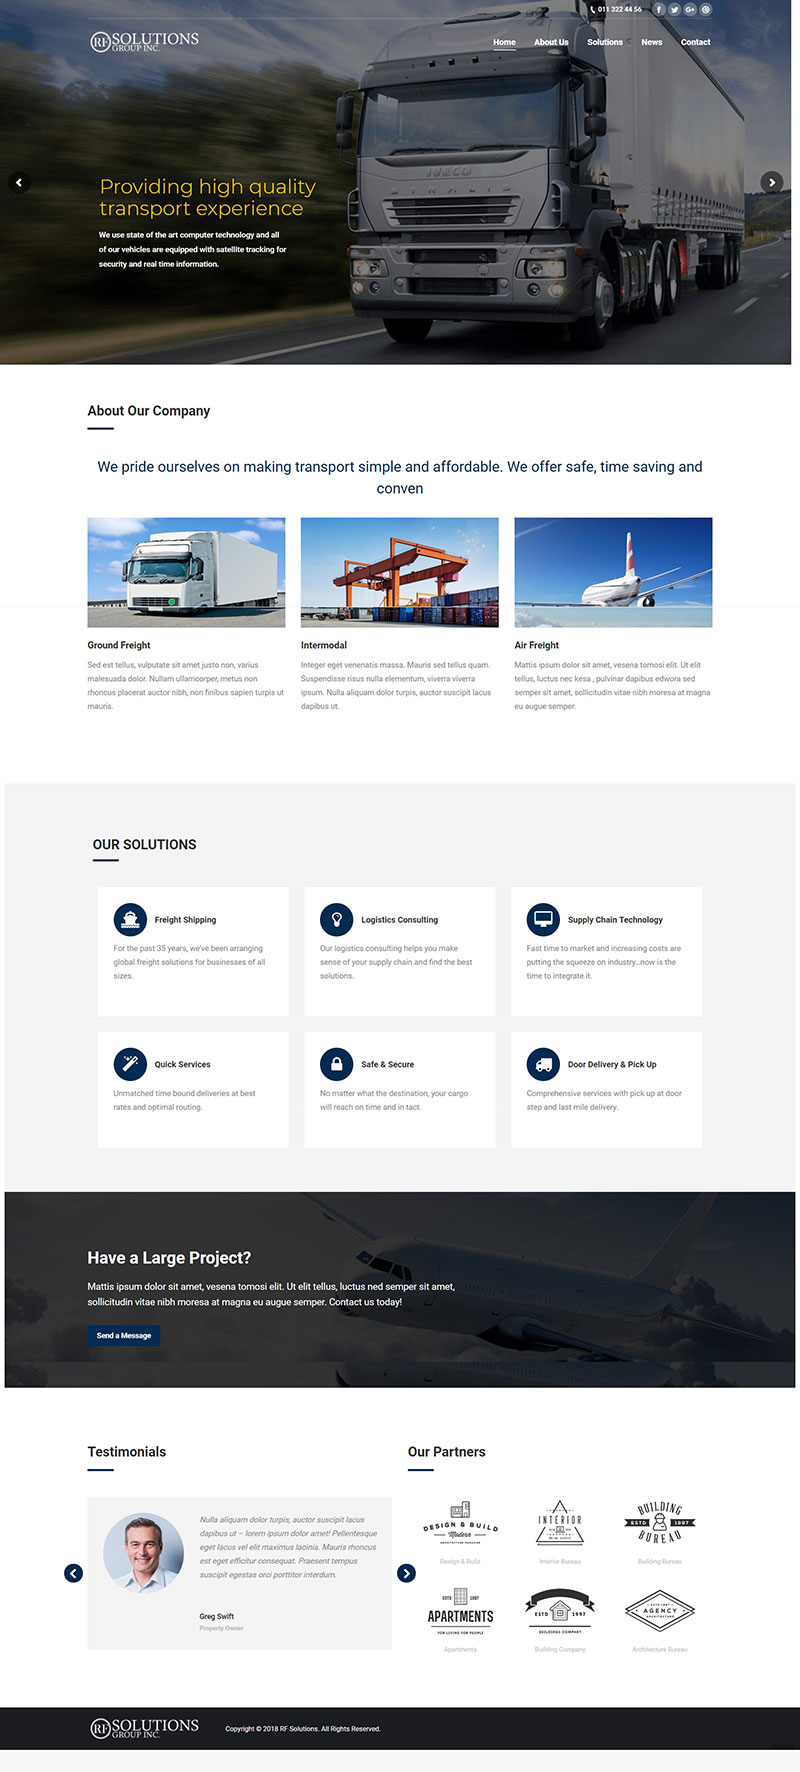 011 322 44 56
RF SOLUTIONS
GROUP INC.
Home About Us Solutions News Contact
IVECO
STRALIS
Providing high quality
transport experience
We use state of the art computer technology and all
of our vehicles are equipped with satellite tracking for
security and real time information.
About Our Company
We pride ourselves on making transport simple and affordable. We offer safe, time saving and
conven
Ground Freight
Sed est tellus, vulputate sit amet justo non, varius
malesuada dolor. Nullam ullamcorper, metus non
rhoncus placerat auctor nibh, non finibus sapien turpis ut
mauris.
Intermodal
Integer eget venenatis massa. Mauris sed tellus quam.
Suspendisse risus nulla elementum, viverra viverra
ipsum. Nulla aliquam dolor turpis, auctor suscipit lacus
dapibus ut.
Air Freight
Mattis ipsum dolor sit amet, vesena tomosi elit. Ut elit
tellus, luctus nec kesa , pulvinar dapibus edwora sed
semper sit amet, sollicitudin vitae nibh moresa at magna
eu augue semper.
OUR SOLUTIONS
Freight Shipping
For the past 35 years, we've been arranging
global freight solutions for businesses of all
sizes.
Logistics Consulting
Our logistics consulting helps you make
sense of your supply chain and find the best
solutions.
Supply Chain Technology
Fast time to market and increasing costs are
putting the squeeze on industry...now is the
time to integrate it.
Quick Services
Unmatched time bound deliveries at best
rates and optimal routing.
Safe & Secure
No matter what the destination, your cargo
will reach on time and in tact.
Door Delivery & Pick Up
Comprehensive services with pick up at door
step and last mile delivery.
Have a Large Project?
Mattis ipsum dolor sit amet, vesena tomosi elit. Ut elit tellus, luctus ned semper sit amet,
sollicitudin vitae nibh moresa at magna eu augue semper. Contact us today!
Send a Message
Testimonials
Nulla aliquam dolor turpis, auctor suscipit lacus
dapibus ut – lorem ipsum dolor amet! Pellentesque
eget lacus vel elit maximus lacinia. Mauris rhoncus
est eget efficitur consequat. Praesent tempus
suscipit egestas orci porttitor interdum.
Greg Swift
Property Owner
Our Partners
DESIGN & BUILD
Modern
ARCHITECTURE MAGAZINE
Design & Build
INTERIOR
Interior Bureau
BUILDING
ESTD 1997
BUREAU
Building Bureau
ESTD 1987
APARTMENTS
FOR LIVING FOR PEOPLE
Apartments
ESTD 1997
BUILDINGS COMPANY
Building Company
ESTD 1987
AGENCY
ARCHITECTURE
Architecture Bureau
RF SOLUTIONS
GROUP INC.
Copyright © 2018 RF Solutions. All Rights Reserved.